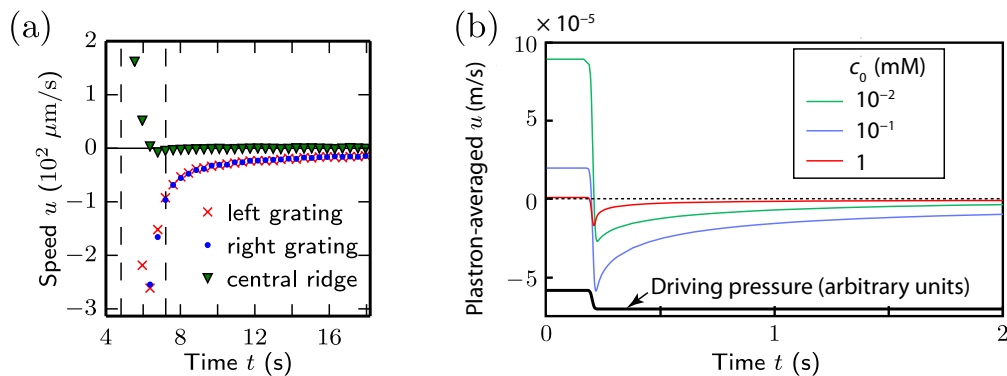 (a)
2
1
0
−1
−2
−3
Speed u (10² μm/s)
× left grating
• right grating
▼ central ridge
4 8 12 16
Time t (s)
(b)
× 10⁻⁵
10
5
0
−5
Plastron-averaged u (m/s)
c₀ (mM)
10⁻²
10⁻¹
1
Driving pressure (arbitrary units)
0 1 2
Time t (s)